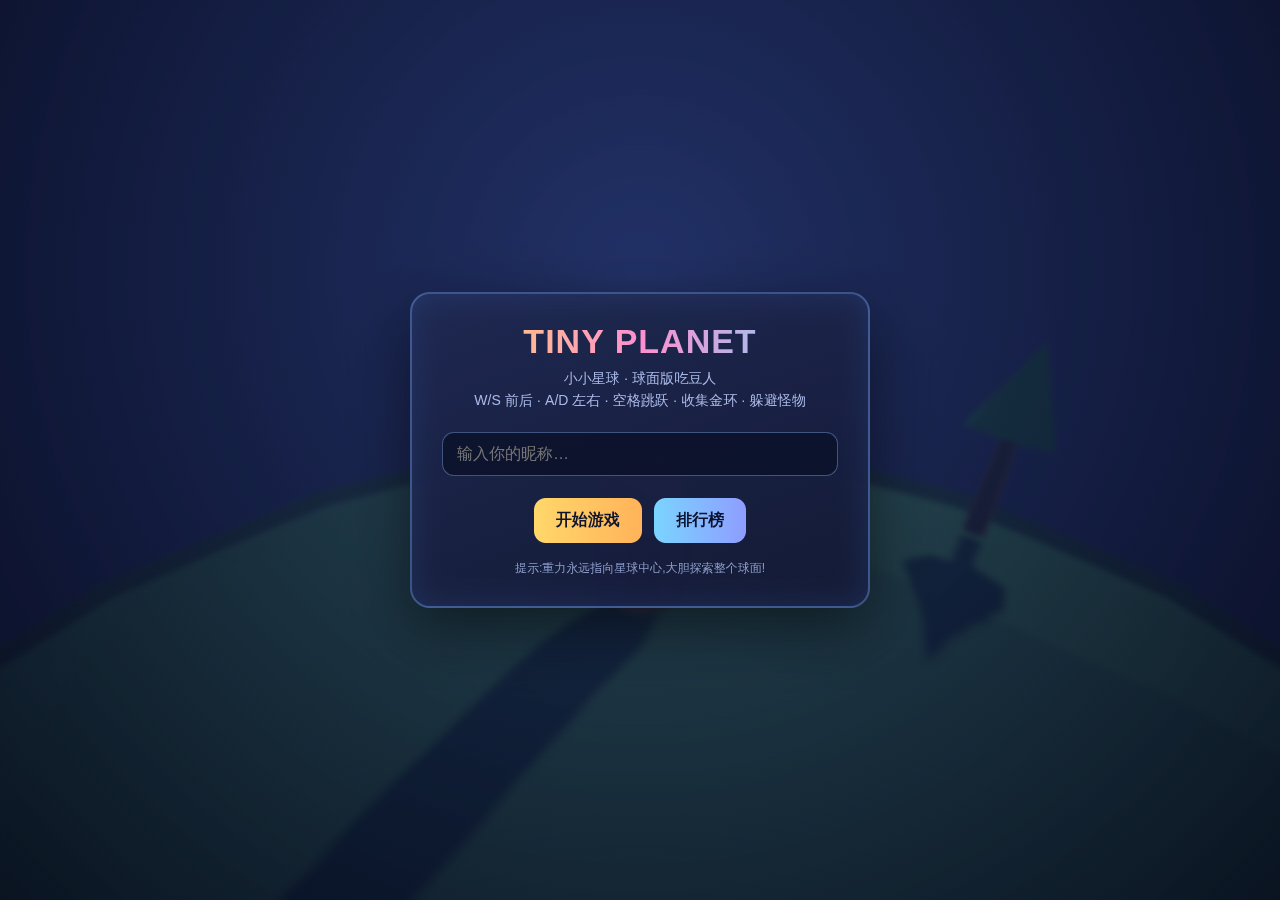 TINY PLANET
小小星球 · 球面版吃豆人
W/S 前后 · A/D 左右 · 空格跳跃 · 收集金环 · 躲避怪物
输入你的昵称…
开始游戏
排行榜
提示:重力永远指向星球中心,大胆探索整个球面!